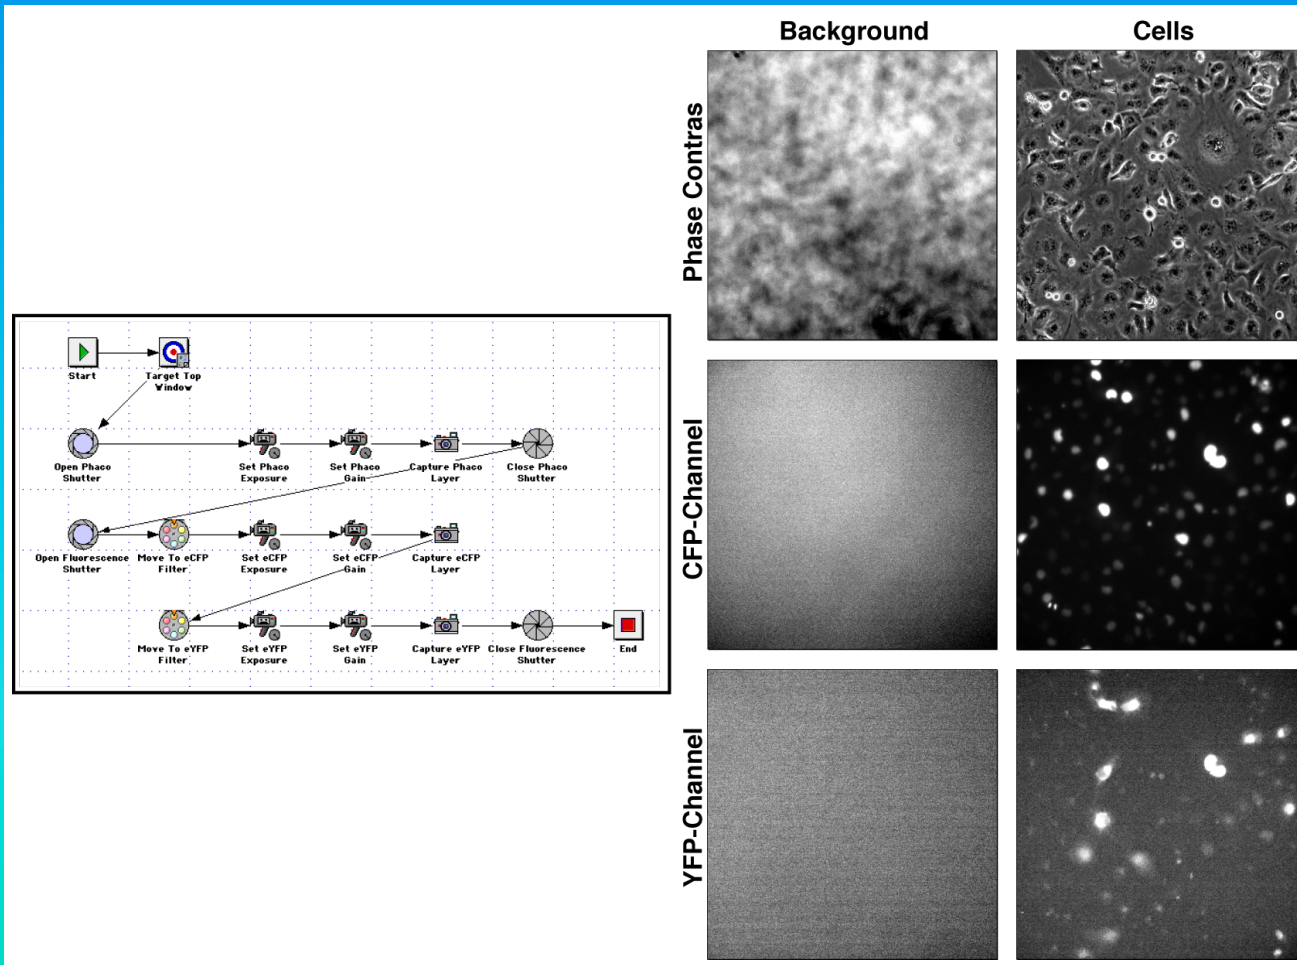 Background
Cells
Phase Contras
CFP-Channel
YFP-Channel
Start
Target Top
Window
Open Phaco
Shutter
Set Phaco
Exposure
Set Phaco
Gain
Capture Phaco
Layer
Close Phaco
Shutter
Open Fluorescence
Shutter
Move To eCFP
Filter
Set eCFP
Exposure
Set eCFP
Gain
Capture eCFP
Layer
Move To eYFP
Filter
Set eYFP
Exposure
Set eYFP
Gain
Capture eYFP
Layer
Close Fluorescence
Shutter
End